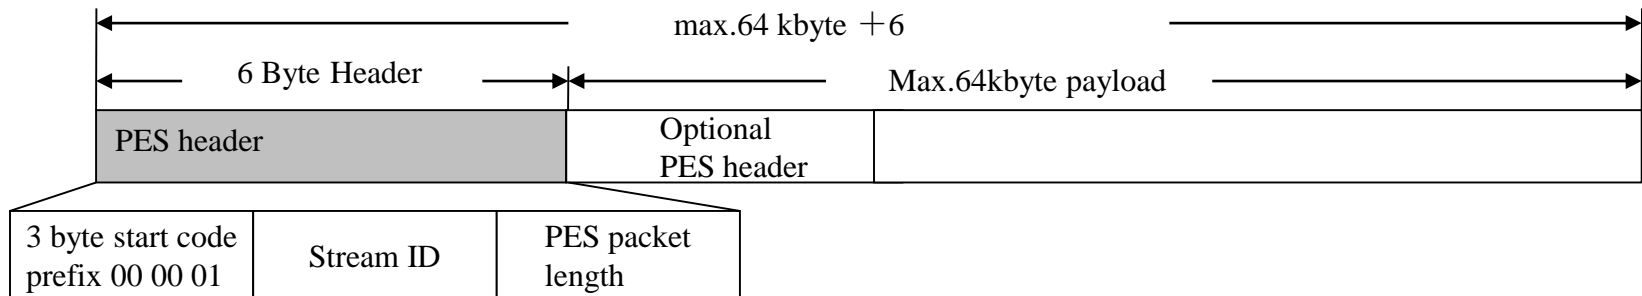 max.64 kbyte ＋6
6 Byte Header
Max.64kbyte payload
PES header
Optional
PES header
3 byte start code
prefix 00 00 01
Stream ID
PES packet
length